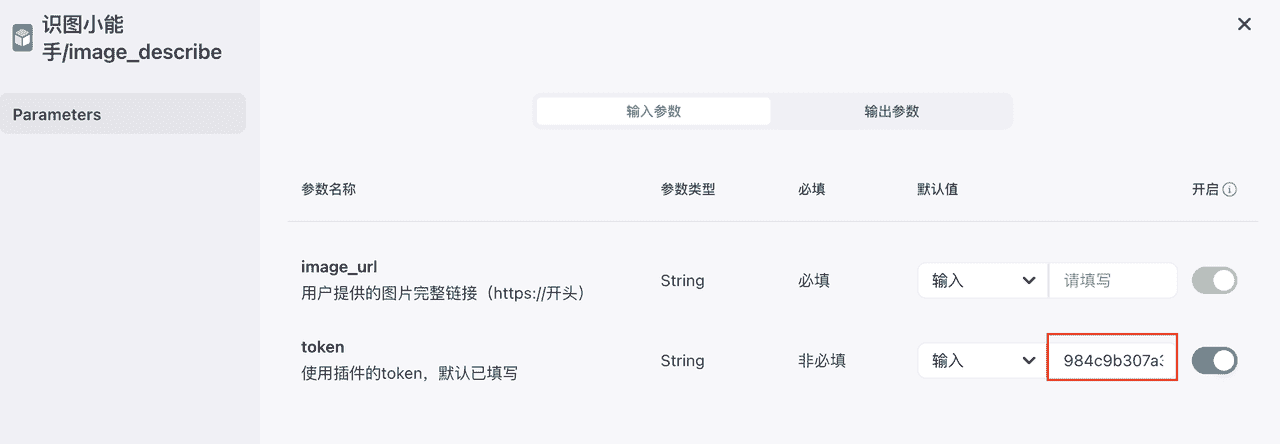 识图小能
手/image_describe
Parameters
输入参数 输出参数
参数名称 参数类型 必填 默认值 开启
image_url
用户提供的图片完整链接（https://开头）
String 必填 输入 请填写
token
使用插件的token，默认已填写
String 非必填 输入 984c9b307a3